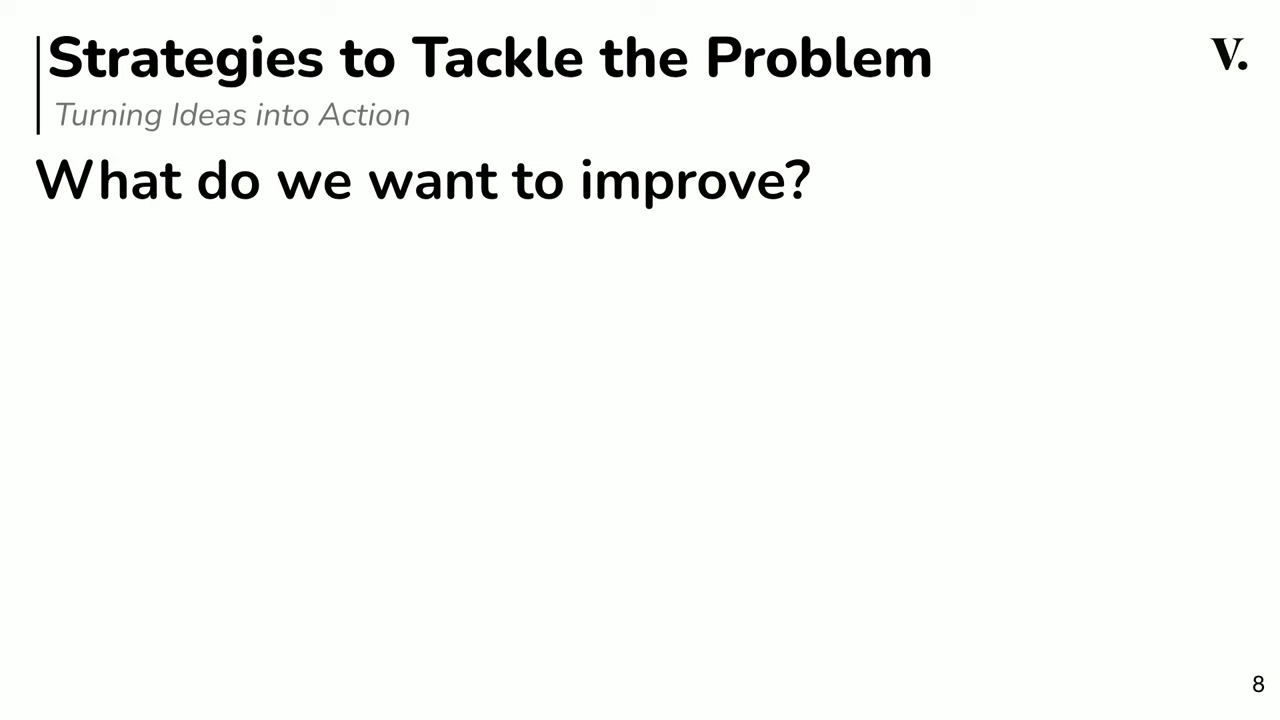 Strategies to Tackle the Problem
V.
Turning Ideas into Action
What do we want to improve?
8